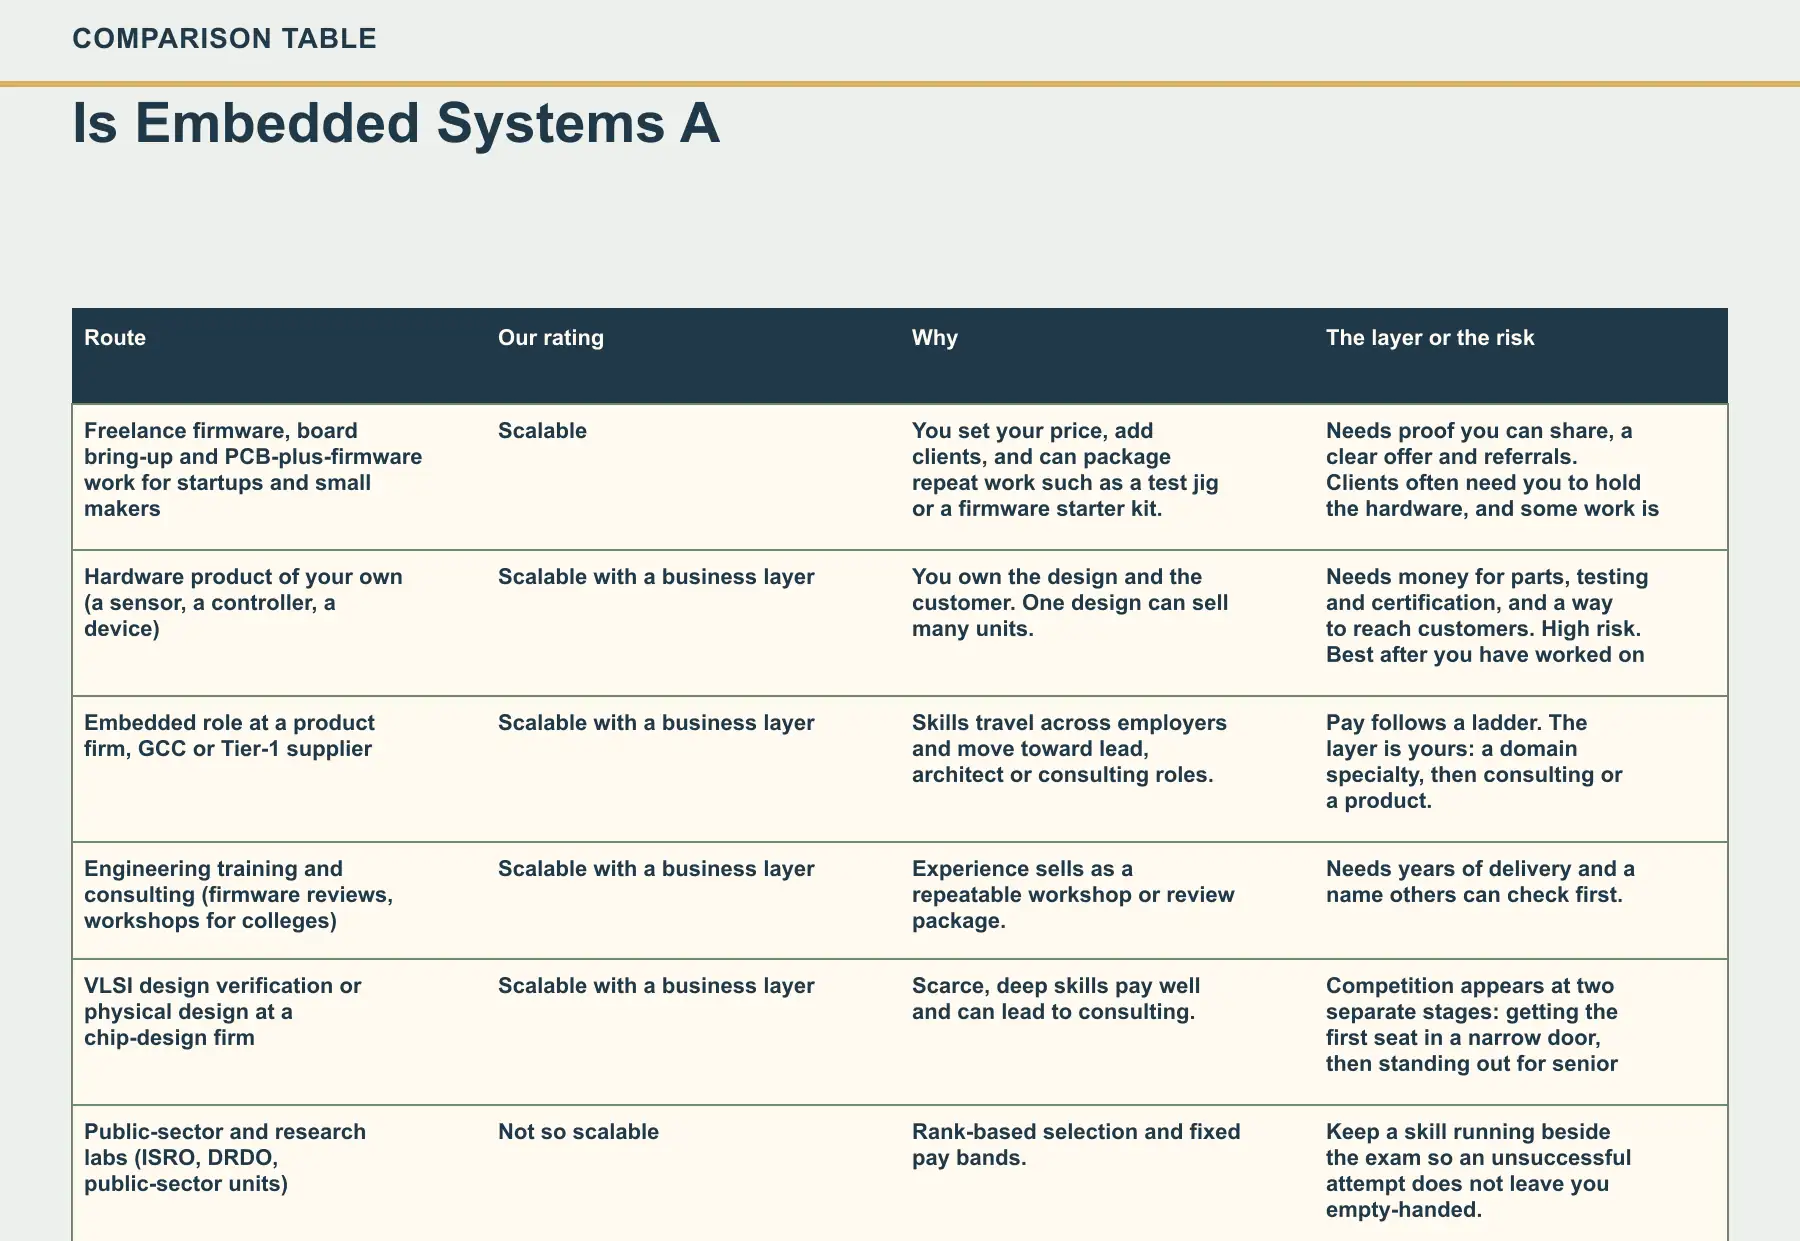 COMPARISON TABLE
Is Embedded Systems A
Route
Our rating
Why
The layer or the risk
Freelance firmware, board
bring-up and PCB-plus-firmware
work for startups and small
makers
Scalable
You set your price, add
clients, and can package
repeat work such as a test jig
or a firmware starter kit.
Needs proof you can share, a
clear offer and referrals.
Clients often need you to hold
the hardware, and some work is
Hardware product of your own
(a sensor, a controller, a
device)
Scalable with a business layer
You own the design and the
customer. One design can sell
many units.
Needs money for parts, testing
and certification, and a way
to reach customers. High risk.
Best after you have worked on
Embedded role at a product
firm, GCC or Tier-1 supplier
Scalable with a business layer
Skills travel across employers
and move toward lead,
architect or consulting roles.
Pay follows a ladder. The
layer is yours: a domain
specialty, then consulting or
a product.
Engineering training and
consulting (firmware reviews,
workshops for colleges)
Scalable with a business layer
Experience sells as a
repeatable workshop or review
package.
Needs years of delivery and a
name others can check first.
VLSI design verification or
physical design at a
chip-design firm
Scalable with a business layer
Scarce, deep skills pay well
and can lead to consulting.
Competition appears at two
separate stages: getting the
first seat in a narrow door,
then standing out for senior
Public-sector and research
labs (ISRO, DRDO,
public-sector units)
Not so scalable
Rank-based selection and fixed
pay bands.
Keep a skill running beside
the exam so an unsuccessful
attempt does not leave you
empty-handed.